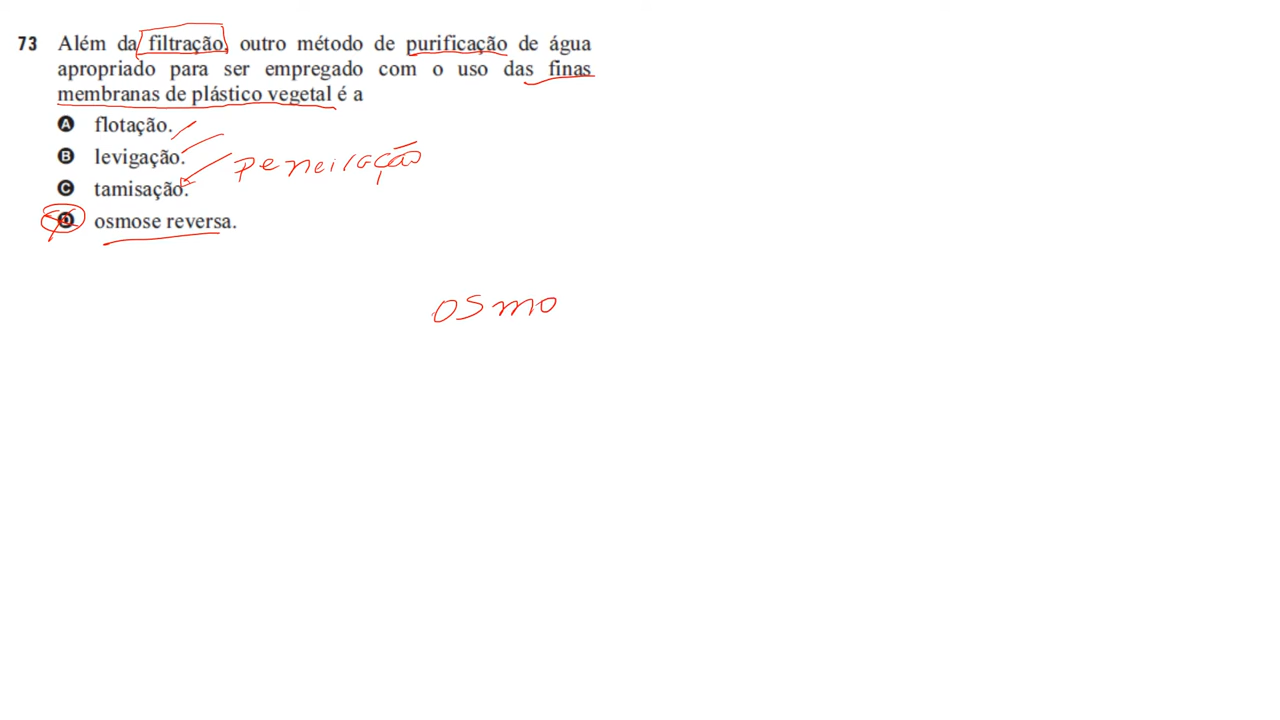 73 Além da filtração, outro método de purificação de água
apropriado para ser empregado com o uso das finas
membranas de plástico vegetal é a
A flotação.
B levigação.
peneiração
C tamisação.
D osmose reversa.
osmo